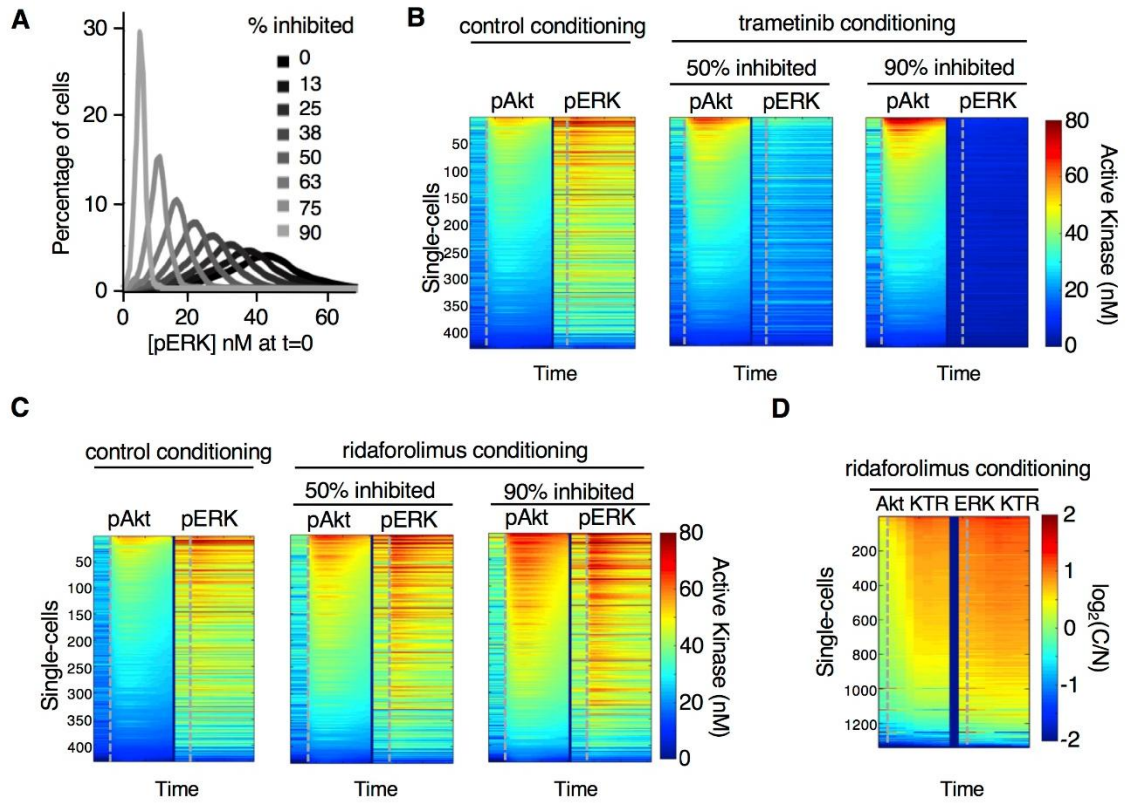 A
30
20
10
0
Percentage of cells
0 20 40 60
[pERK] nM at t=0
% inhibited
0
13
25
38
50
63
75
90
B
control conditioning
trametinib conditioning
50% inhibited
90% inhibited
pAkt pERK
pAkt pERK
pAkt pERK
Single-cells
50
100
150
200
250
300
350
400
Time
Time
Time
80
60
40
20
0
Active Kinase (nM)
C
control conditioning
ridaforolimus conditioning
50% inhibited
90% inhibited
pAkt pERK
pAkt pERK
pAkt pERK
Single-cells
50
100
150
200
250
300
350
400
Time
Time
Time
80
60
40
20
0
Active Kinase (nM)
D
ridaforolimus conditioning
Akt KTR ERK KTR
Single-cells
200
400
600
800
1000
1200
Time
2
1
0
-1
-2
log₂(C/N)